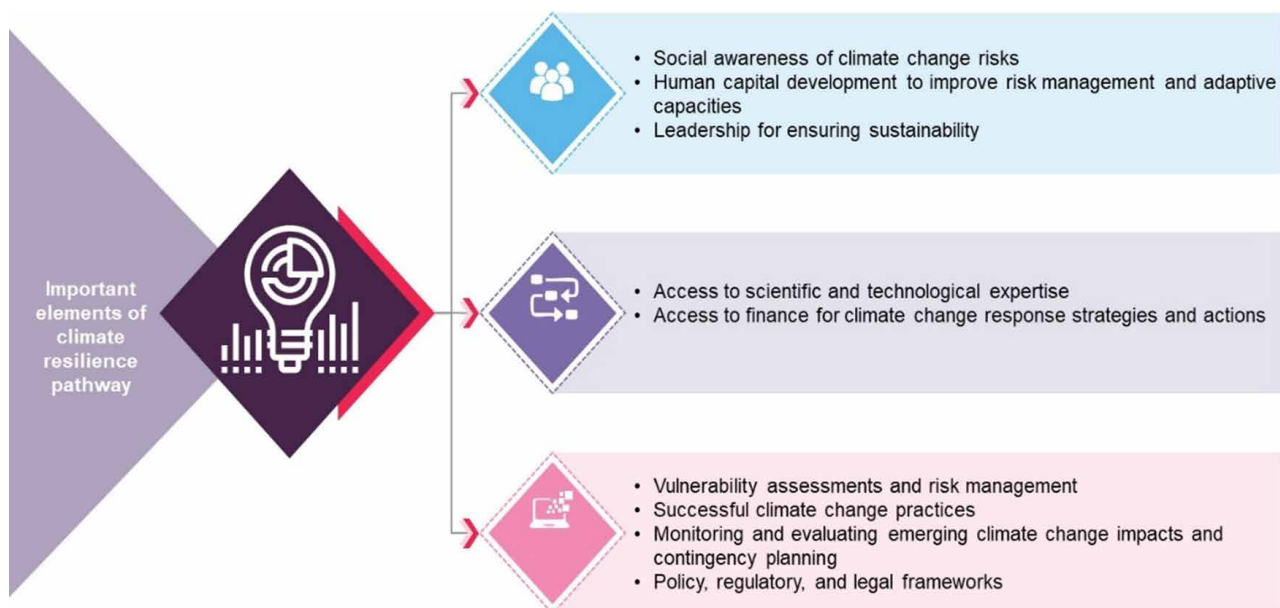 Important
elements of
climate
resilience
pathway
• Social awareness of climate change risks
• Human capital development to improve risk management and adaptive
capacities
• Leadership for ensuring sustainability
• Access to scientific and technological expertise
• Access to finance for climate change response strategies and actions
• Vulnerability assessments and risk management
• Successful climate change practices
• Monitoring and evaluating emerging climate change impacts and
contingency planning
• Policy, regulatory, and legal frameworks